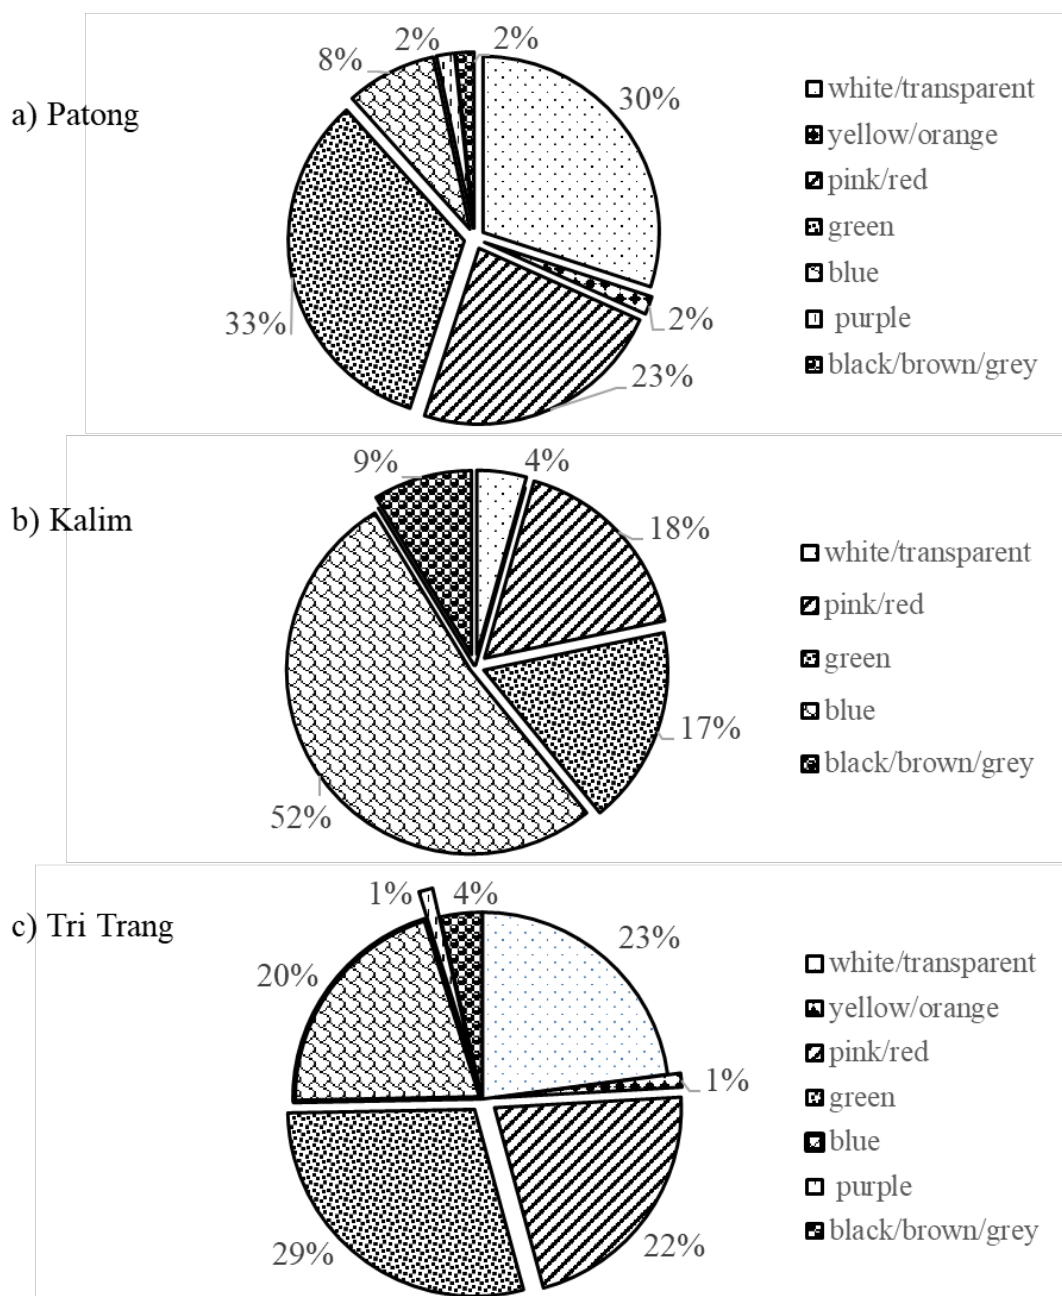 a) Patong
8%
2%
2%
30%
33%
2%
23%
white/transparent
yellow/orange
pink/red
green
blue
purple
black/brown/grey
b) Kalim
9%
4%
18%
17%
52%
white/transparent
pink/red
green
blue
black/brown/grey
c) Tri Trang
1%
4%
23%
20%
1%
29%
22%
white/transparent
yellow/orange
pink/red
green
blue
purple
black/brown/grey